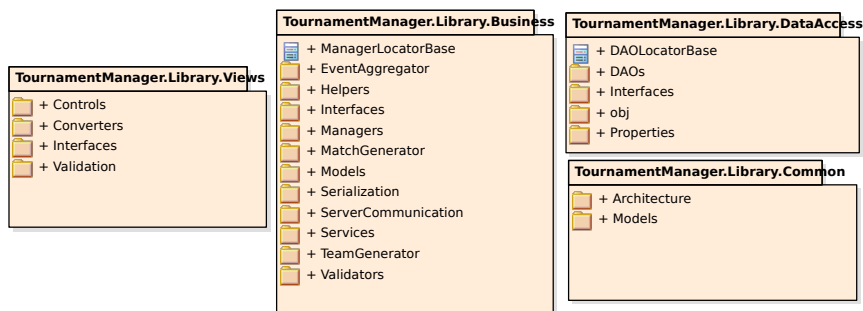 TournamentManager.Library.Views
+ Controls
+ Converters
+ Interfaces
+ Validation
TournamentManager.Library.Business
+ ManagerLocatorBase
+ EventAggregator
+ Helpers
+ Interfaces
+ Managers
+ MatchGenerator
+ Models
+ Serialization
+ ServerCommunication
+ Services
+ TeamGenerator
+ Validators
TournamentManager.Library.DataAccess
+ DAOLocatorBase
+ DAOs
+ Interfaces
+ obj
+ Properties
TournamentManager.Library.Common
+ Architecture
+ Models